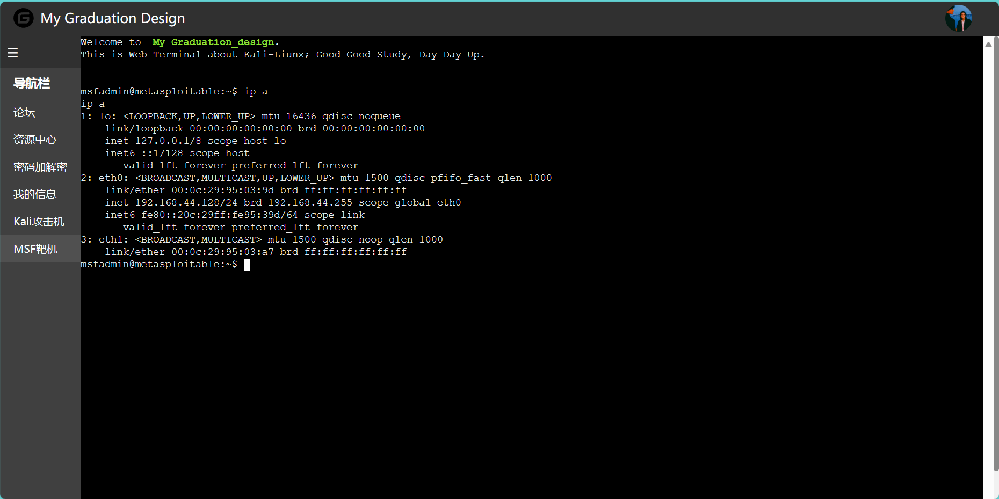 My Graduation Design
导航栏
论坛
资源中心
密码加解密
我的信息
Kali攻击机
MSF靶机
Welcome to  My Graduation_design.
This is Web Terminal about Kali-Liunx; Good Good Study, Day Day Up.
msfadmin@metasploitable:~$ ip a
ip a
1: lo: <LOOPBACK,UP,LOWER_UP> mtu 16436 qdisc noqueue
    link/loopback 00:00:00:00:00:00 brd 00:00:00:00:00:00
    inet 127.0.0.1/8 scope host lo
    inet6 ::1/128 scope host
       valid_lft forever preferred_lft forever
2: eth0: <BROADCAST,MULTICAST,UP,LOWER_UP> mtu 1500 qdisc pfifo_fast qlen 1000
    link/ether 00:0c:29:95:03:9d brd ff:ff:ff:ff:ff:ff
    inet 192.168.44.128/24 brd 192.168.44.255 scope global eth0
    inet6 fe80::20c:29ff:fe95:39d/64 scope link
       valid_lft forever preferred_lft forever
3: eth1: <BROADCAST,MULTICAST> mtu 1500 qdisc noop qlen 1000
    link/ether 00:0c:29:95:03:a7 brd ff:ff:ff:ff:ff:ff
msfadmin@metasploitable:~$